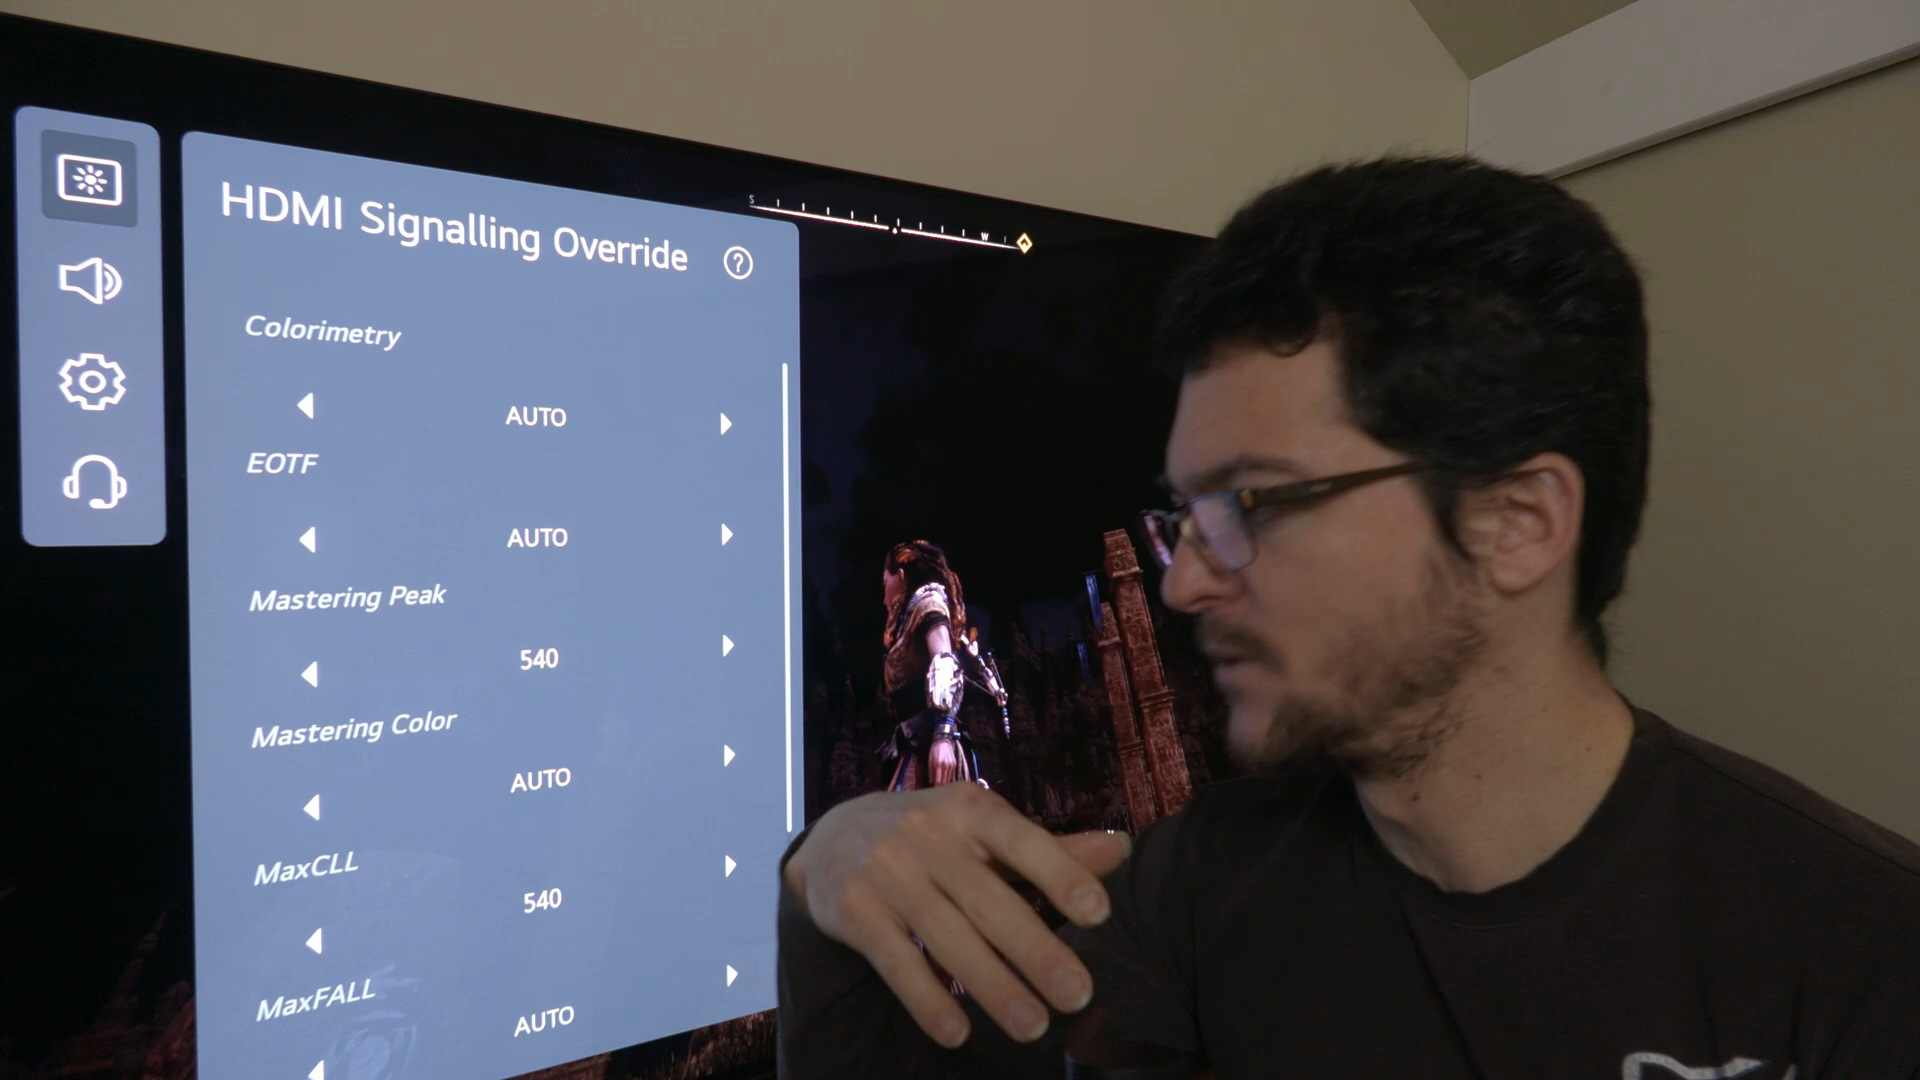 HDMI Signalling Override ?
S
W
Colorimetry
AUTO
EOTF
AUTO
Mastering Peak
540
Mastering Color
AUTO
MaxCLL
540
MaxFALL
AUTO